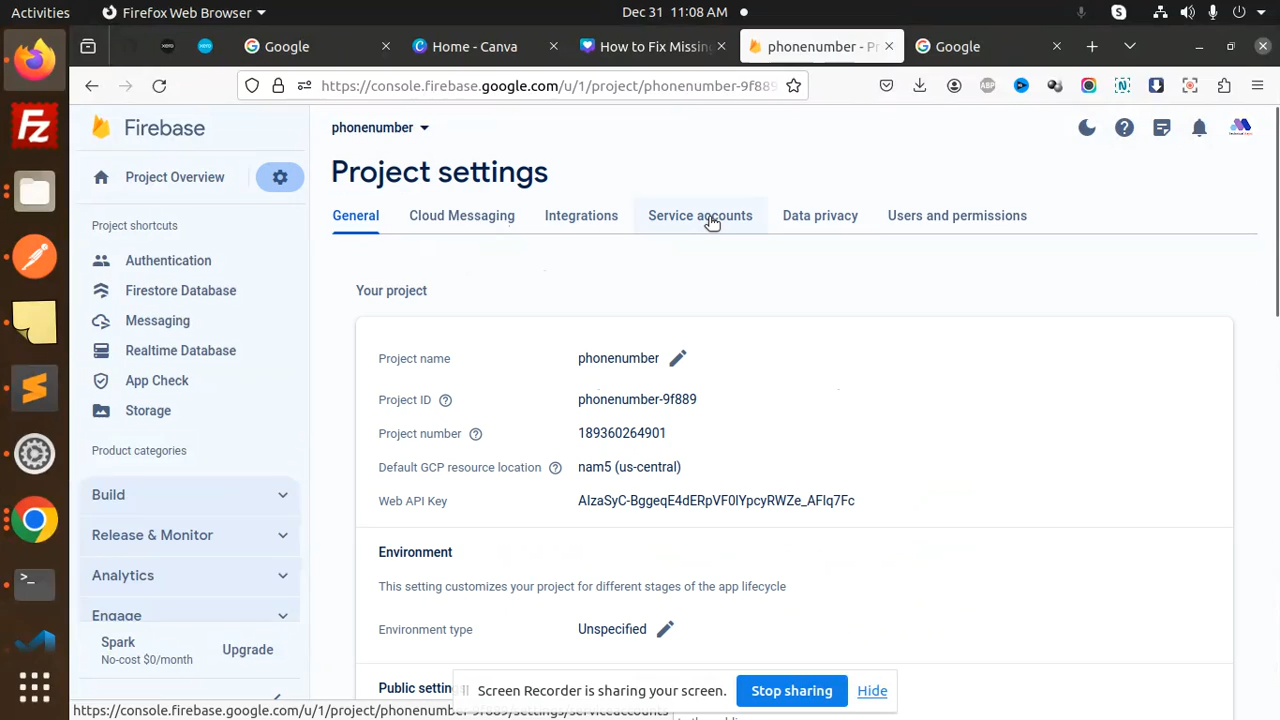 Activities
Firefox Web Browser
Dec 31 11:08 AM
Google
Home - Canva
How to Fix Missing
phonenumber - Pr
Google
https://console.firebase.google.com/u/1/project/phonenumber-9f889
Firebase
phonenumber
Project Overview
Project settings
General
Cloud Messaging
Integrations
Service accounts
Data privacy
Users and permissions
Project shortcuts
Authentication
Firestore Database
Messaging
Realtime Database
App Check
Storage
Product categories
Build
Release & Monitor
Analytics
Engage
Spark
No-cost $0/month
Upgrade
Your project
Project name phonenumber
Project ID phonenumber-9f889
Project number 189360264901
Default GCP resource location nam5 (us-central)
Web API Key AIzaSyC-BggeqE4dERpVF0lYpcyRWZe_AFIq7Fc
Environment
This setting customizes your project for different stages of the app lifecycle
Environment type Unspecified
Public setting
Screen Recorder is sharing your screen.
Stop sharing
Hide
https://console.firebase.google.com/u/1/project/phonenumber-9f889/settings/serviceaccounts